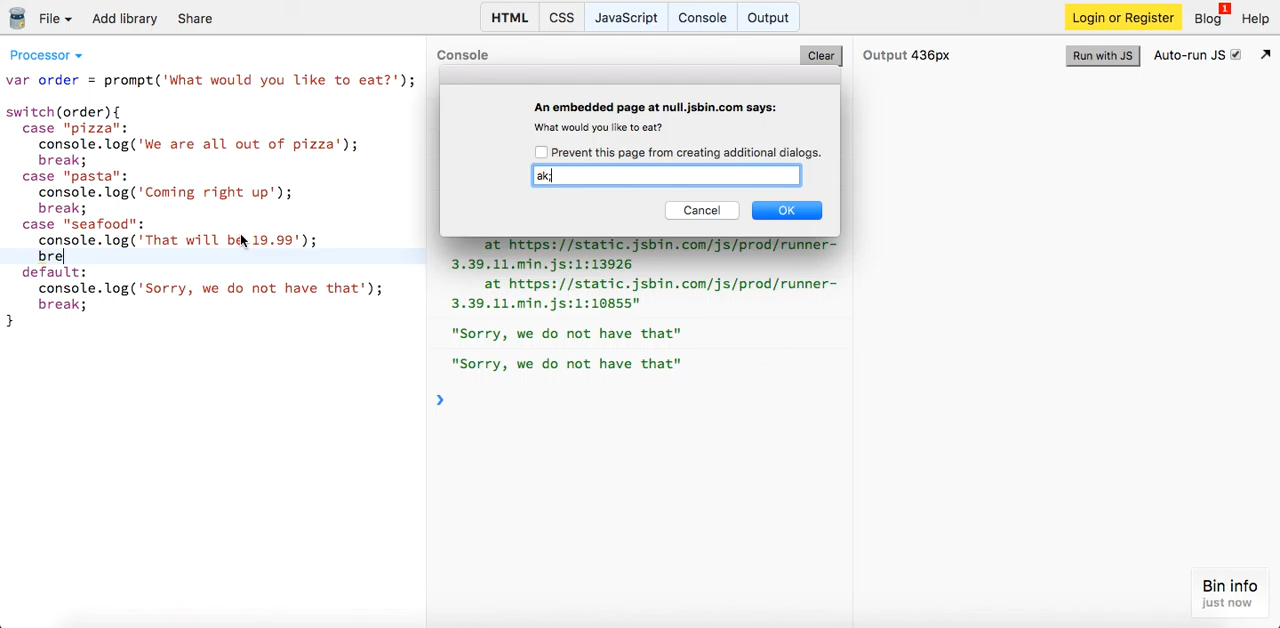 File Add library Share HTML CSS JavaScript Console Output Login or Register Blog 1 Help
Processor
var order = prompt('What would you like to eat?');
switch(order){
case "pizza":
console.log('We are all out of pizza');
break;
case "pasta":
console.log('Coming right up');
break;
case "seafood":
console.log('That will be 19.99');
bre
default:
console.log('Sorry, we do not have that');
break;
}
Console Clear
An embedded page at null.jsbin.com says:
What would you like to eat?
Prevent this page from creating additional dialogs.
ak;
Cancel OK
at https://static.jsbin.com/js/prod/runner-
3.39.11.min.js:1:13926
at https://static.jsbin.com/js/prod/runner-
3.39.11.min.js:1:10855"
"Sorry, we do not have that"
"Sorry, we do not have that"
Output 436px Run with JS Auto-run JS
Bin info
just now